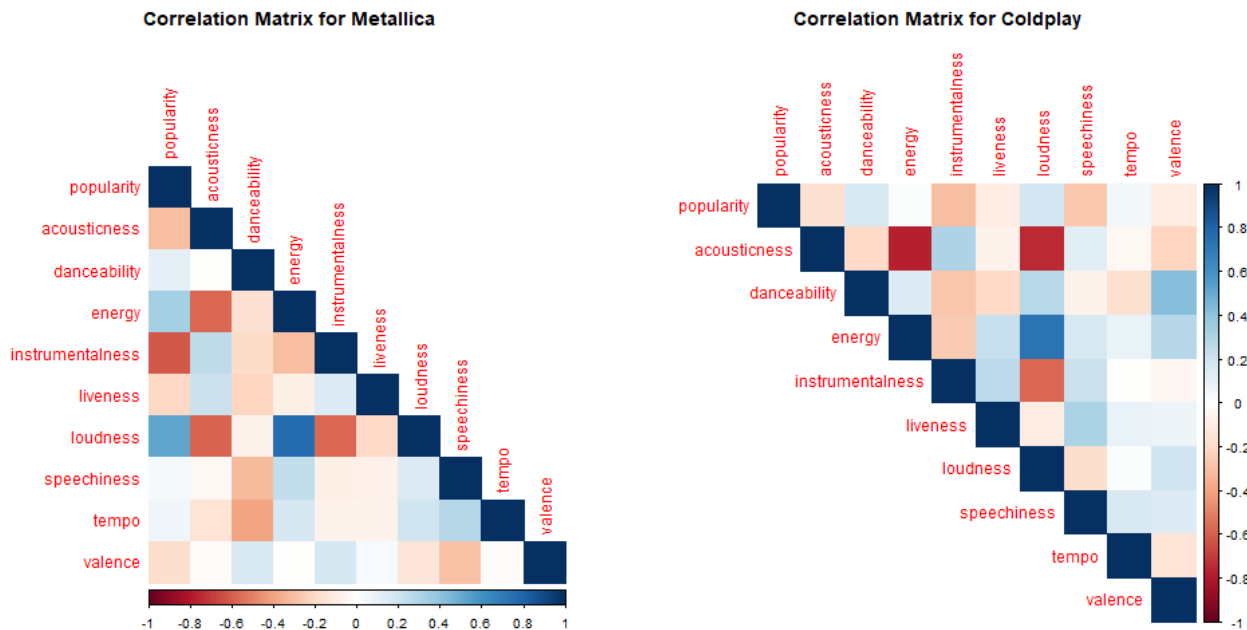 Correlation Matrix for Metallica
popularity
acousticness
danceability
energy
instrumentalness
liveness
loudness
speechiness
tempo
valence
popularity
acousticness
danceability
energy
instrumentalness
liveness
loudness
speechiness
tempo
valence
-1 -0.8 -0.6 -0.4 -0.2 0 0.2 0.4 0.6 0.8 1
Correlation Matrix for Coldplay
popularity
acousticness
danceability
energy
instrumentalness
liveness
loudness
speechiness
tempo
valence
popularity
acousticness
danceability
energy
instrumentalness
liveness
loudness
speechiness
tempo
valence
1
0.8
0.6
0.4
0.2
0
-0.2
-0.4
-0.6
-0.8
-1